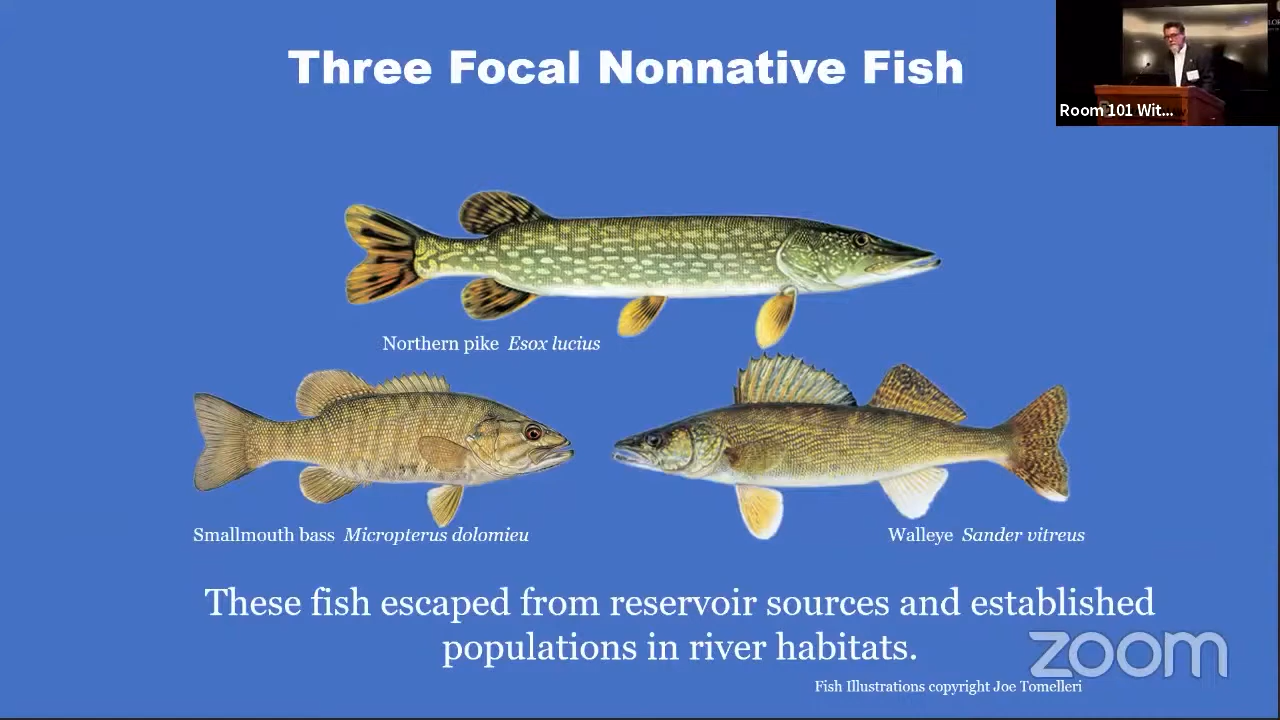 Three Focal Nonnative Fish
Room 101 Wit...
Northern pike Esox lucius
Smallmouth bass Micropterus dolomieu
Walleye Sander vitreus
These fish escaped from reservoir sources and established
populations in river habitats.
zoom
Fish Illustrations copyright Joe Tomelleri